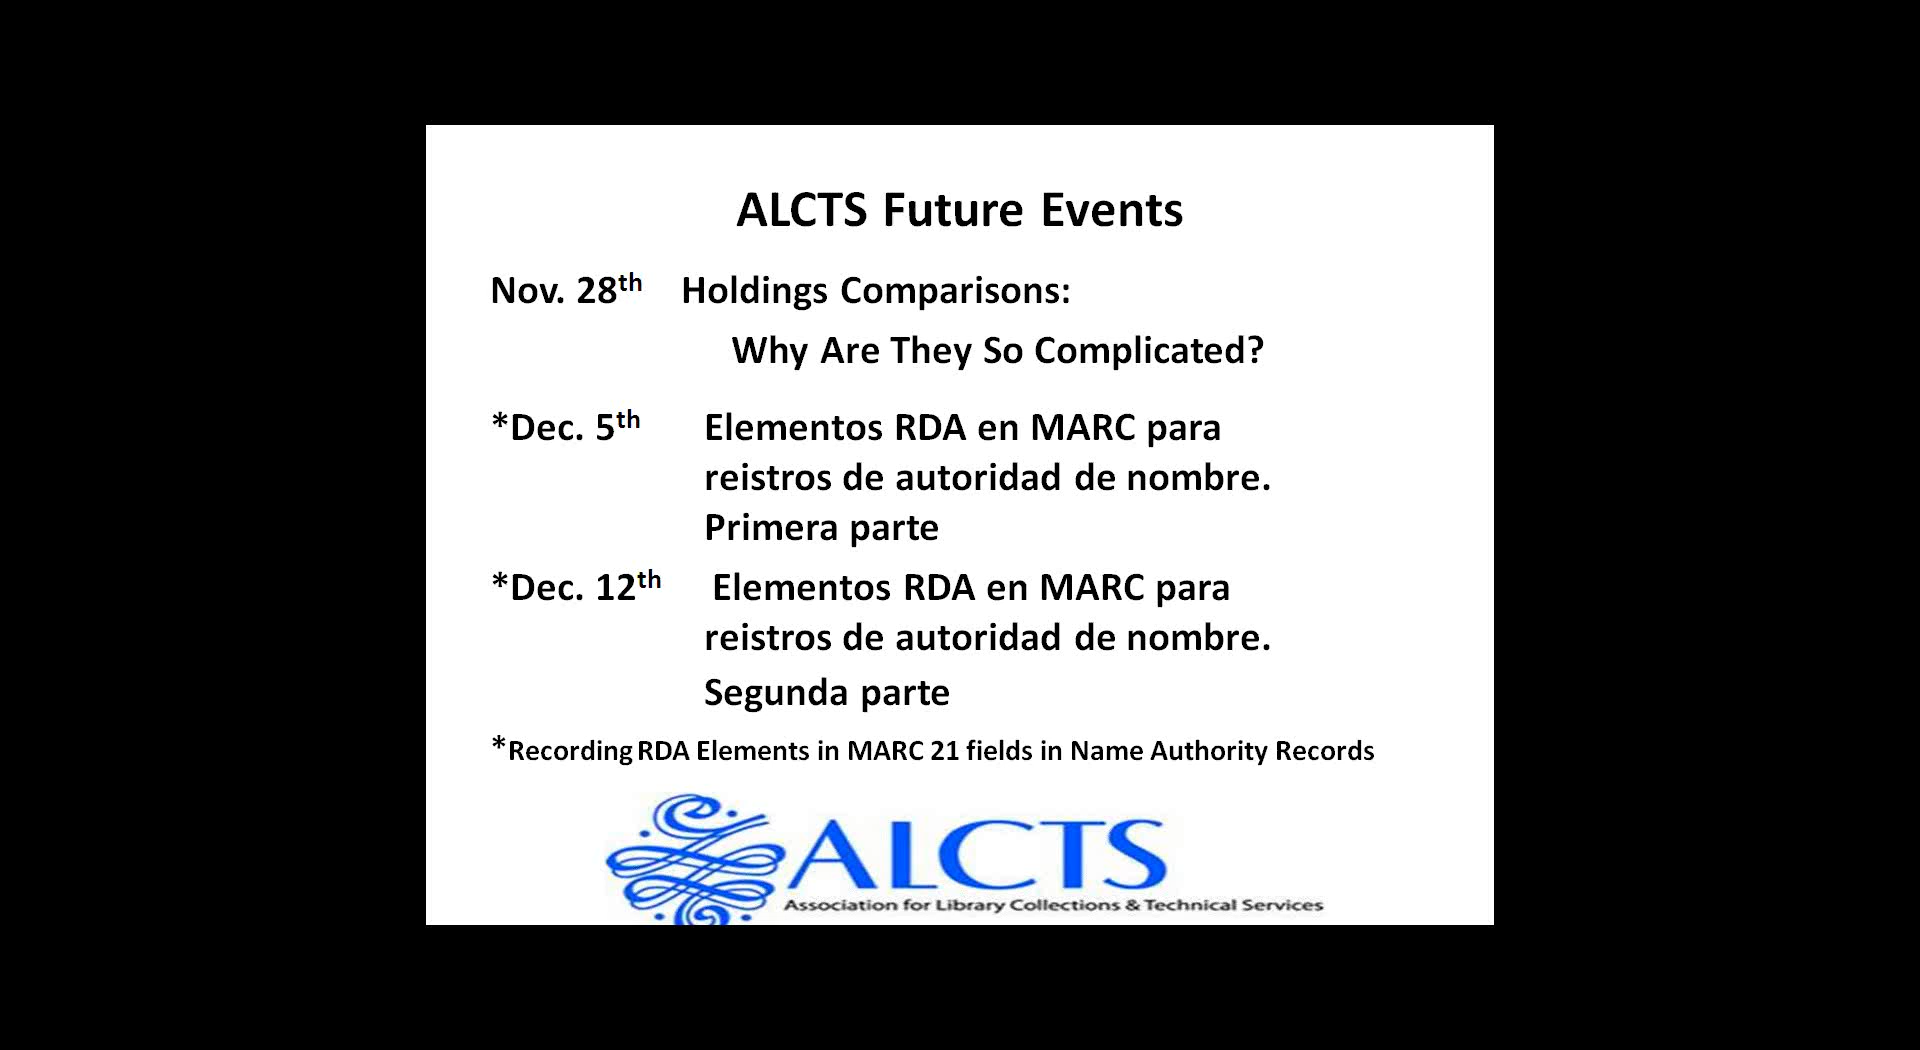 ALCTS Future Events
Nov. 28th Holdings Comparisons:
Why Are They So Complicated?
*Dec. 5th Elementos RDA en MARC para
reistros de autoridad de nombre.
Primera parte
*Dec. 12th Elementos RDA en MARC para
reistros de autoridad de nombre.
Segunda parte
*Recording RDA Elements in MARC 21 fields in Name Authority Records
ALCTS
Association for Library Collections & Technical Services